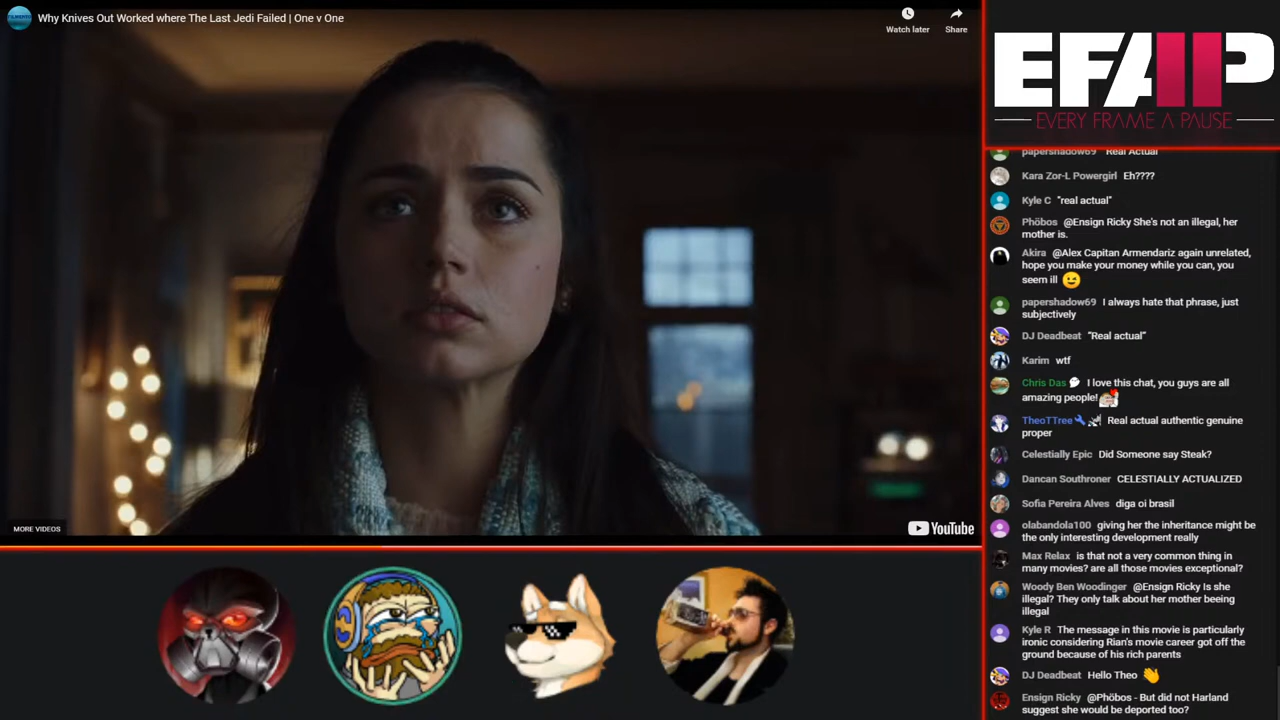 Why Knives Out Worked where The Last Jedi Failed | One v One
Watch later
Share
MORE VIDEOS
YouTube
EFAP
EVERY FRAME A PAUSE
papershadow69 Real Actual
Kara Zor-L Powergirl Eh????
Kyle C "real actual"
Phöbos @Ensign Ricky She's not an illegal, her
mother is.
Akira @Alex Capitan Armendariz again unrelated,
hope you make your money while you can, you
seem ill
papershadow69 I always hate that phrase, just
subjectively
DJ Deadbeat "Real actual"
Karim wtf
Chris Das I love this chat, you guys are all
amazing people!
TheoTTree Real actual authentic genuine
proper
Celestially Epic Did Someone say Steak?
Dancan Southroner CELESTIALLY ACTUALIZED
Sofia Pereira Alves diga oi brasil
olabandola100 giving her the inheritance might be
the only interesting development really
Max Relax is that not a very common thing in
many movies? are all those movies exceptional?
Woody Ben Woodinger @Ensign Ricky Is she
illegal? They only talk about her mother beeing
illegal
Kyle R The message in this movie is particularly
ironic considering Rian's movie career got off the
ground because of his rich parents
DJ Deadbeat Hello Theo
Ensign Ricky @Phöbos - But did not Harland
suggest she would be deported too?